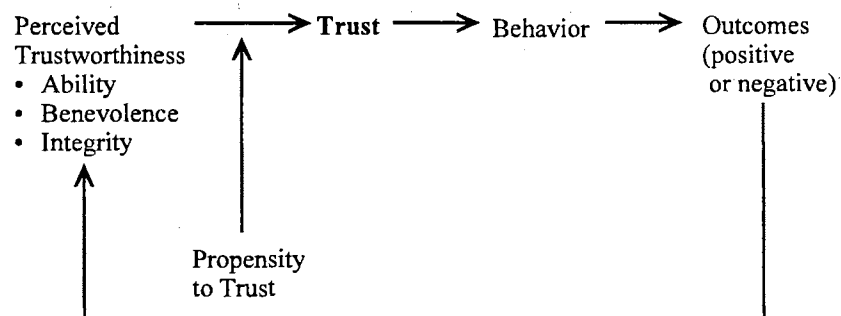 Perceived
Trustworthiness
• Ability
• Benevolence
• Integrity
Trust
Behavior
Outcomes
(positive
or negative)
Propensity
to Trust